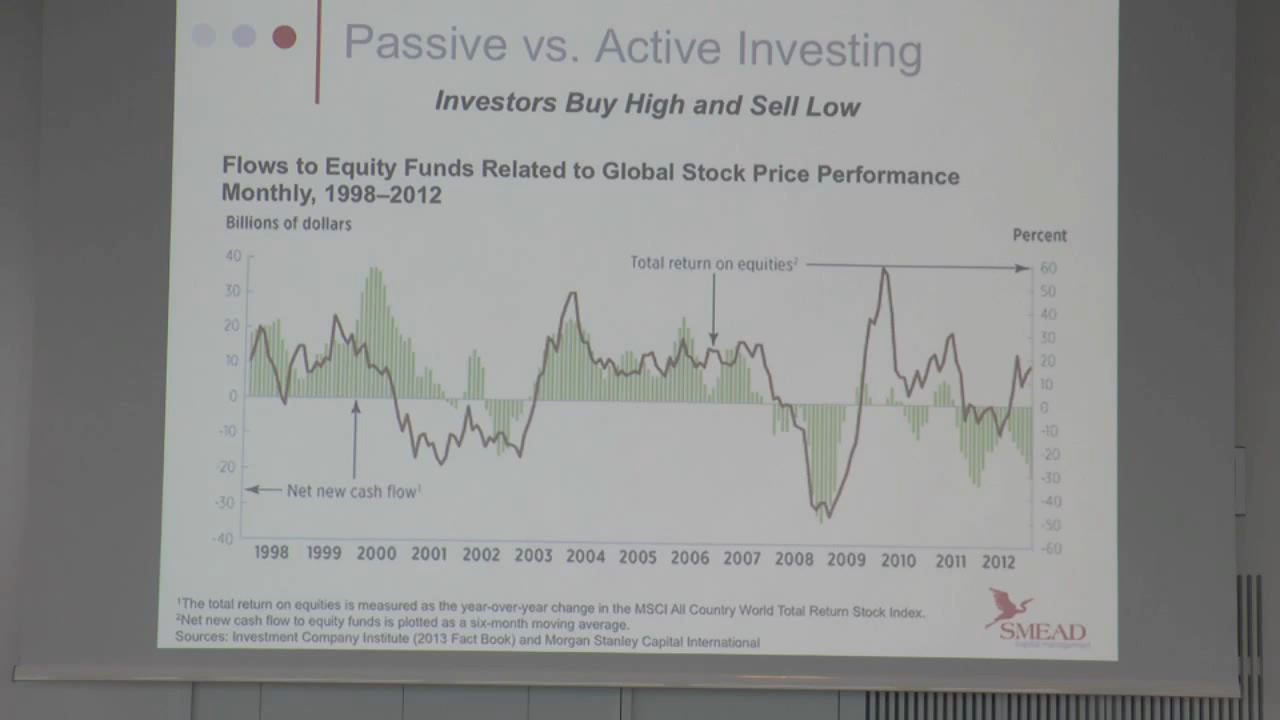 Passive vs. Active Investing
Investors Buy High and Sell Low
Flows to Equity Funds Related to Global Stock Price Performance
Monthly, 1998–2012
Billions of dollars
Percent
Total return on equities²
40
30
20
10
0
-10
-20
-30
-40
60
50
40
30
20
10
0
-10
-20
-30
-40
-50
-60
Net new cash flow¹
1998 1999 2000 2001 2002 2003 2004 2005 2006 2007 2008 2009 2010 2011 2012
¹The total return on equities is measured as the year-over-year change in the MSCI All Country World Total Return Stock Index.
²Net new cash flow to equity funds is plotted as a six-month moving average.
Sources: Investment Company Institute (2013 Fact Book) and Morgan Stanley Capital International
SMEAD
Capital Management